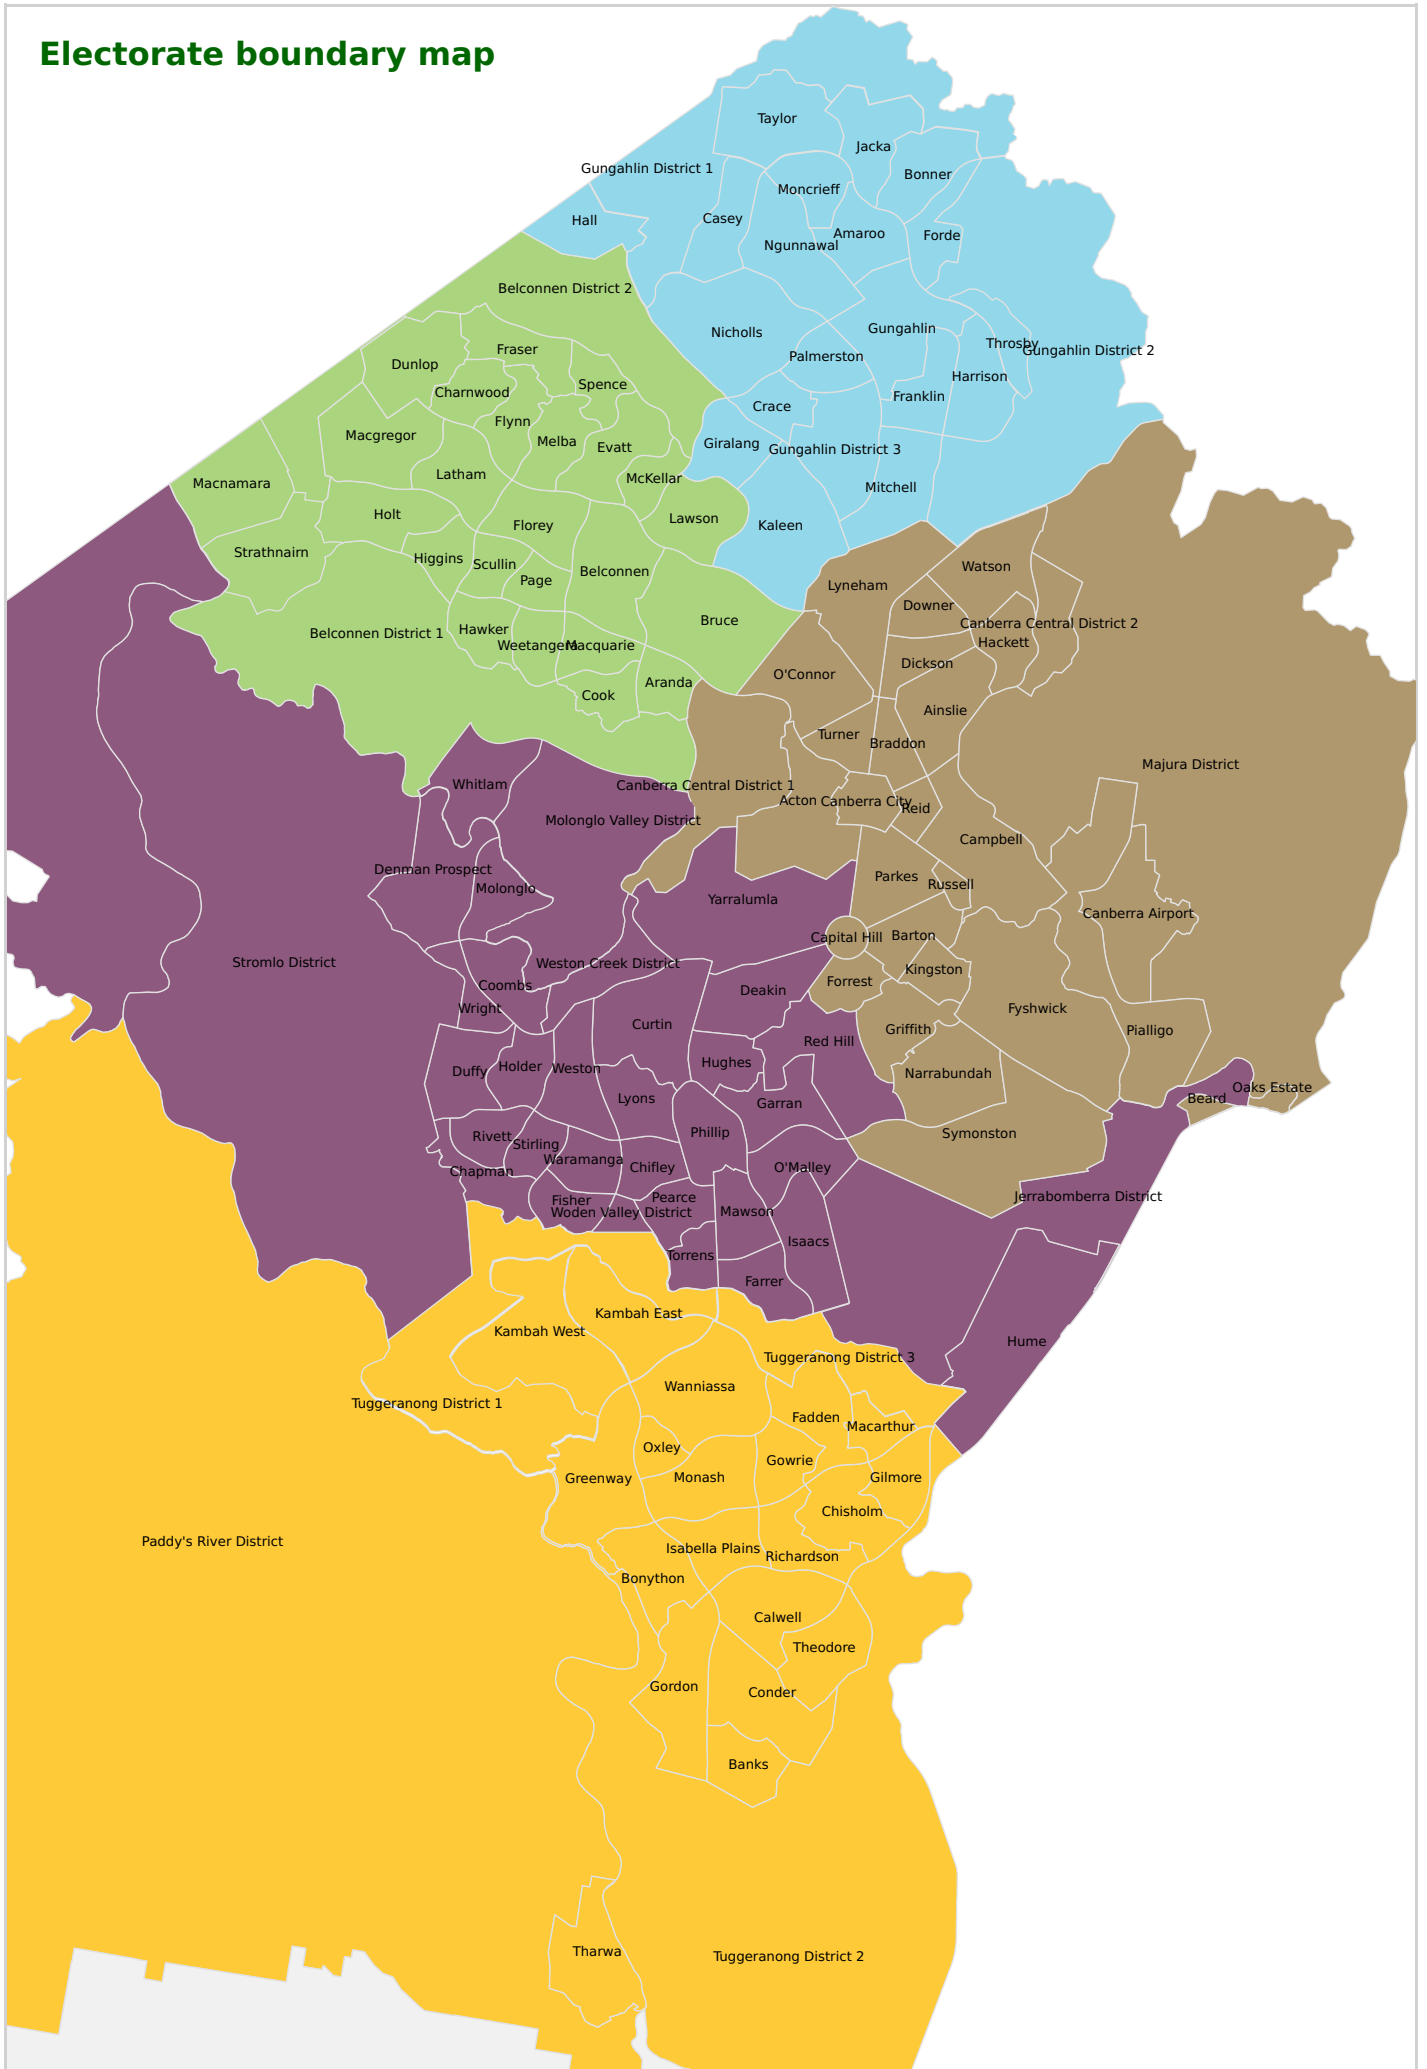 Electorate boundary map
Taylor
Jacka
Gungahlin District 1
Bonner
Moncrieff
Hall
Casey
Amaroo
Forde
Ngunnawal
Belconnen District 2
Gungahlin
Nicholls
Throsby
Fraser
Gungahlin District 2
Palmerston
Dunlop
Harrison
Spence
Charnwood
Franklin
Crace
Flynn
Macgregor
Melba
Giralang
Evatt
Gungahlin District 3
Latham
McKellar
Macnamara
Mitchell
Holt
Lawson
Florey
Kaleen
Strathnairn
Higgins
Scullin
Watson
Belconnen
Page
Lyneham
Downer
Bruce
Canberra Central District 2
Hawker
Belconnen District 1
Hackett
Weetangera
Macquarie
Dickson
O'Connor
Aranda
Cook
Ainslie
Turner
Braddon
Majura District
Whitlam
Canberra Central District 1
Acton
Canberra City
Reid
Molonglo Valley District
Campbell
Denman Prospect
Parkes
Russell
Molonglo
Yarralumla
Canberra Airport
Barton
Capital Hill
Stromlo District
Weston Creek District
Kingston
Forrest
Coombs
Deakin
Wright
Fyshwick
Curtin
Griffith
Pialligo
Red Hill
Hughes
Holder
Weston
Duffy
Narrabundah
Oaks Estate
Lyons
Beard
Garran
Phillip
Symonston
Rivett
Stirling
Waramanga
Chifley
O'Malley
Chapman
Jerrabomberra District
Pearce
Fisher
Woden Valley District
Mawson
Isaacs
Torrens
Farrer
Kambah East
Kambah West
Hume
Tuggeranong District 3
Wanniassa
Tuggeranong District 1
Fadden
Macarthur
Oxley
Gowrie
Greenway
Monash
Gilmore
Chisholm
Paddy's River District
Isabella Plains
Richardson
Bonython
Calwell
Theodore
Gordon
Conder
Banks
Tharwa
Tuggeranong District 2